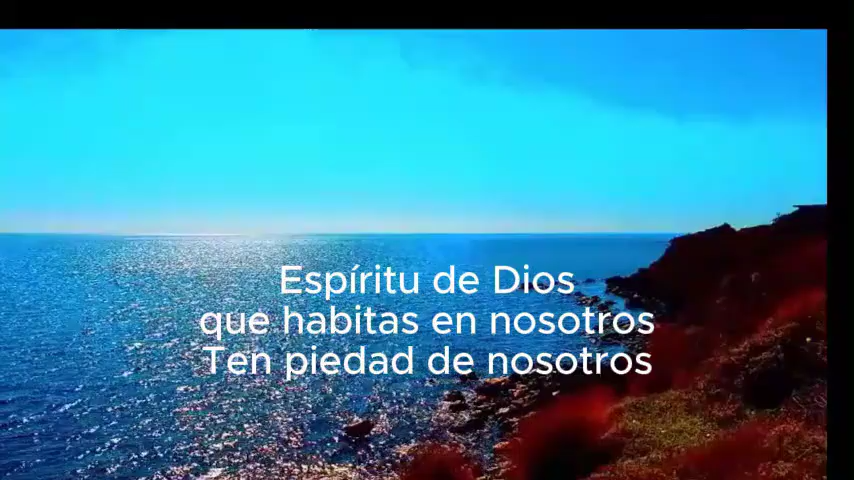 Espíritu de Dios
que habitas en nosotros
Ten piedad de nosotros